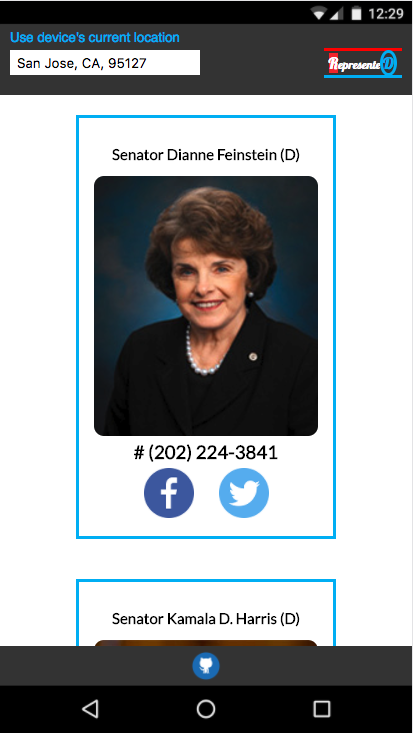 12:29
Use device's current location
San Jose, CA, 95127
RepresenteD
Senator Dianne Feinstein (D)
# (202) 224-3841
Senator Kamala D. Harris (D)